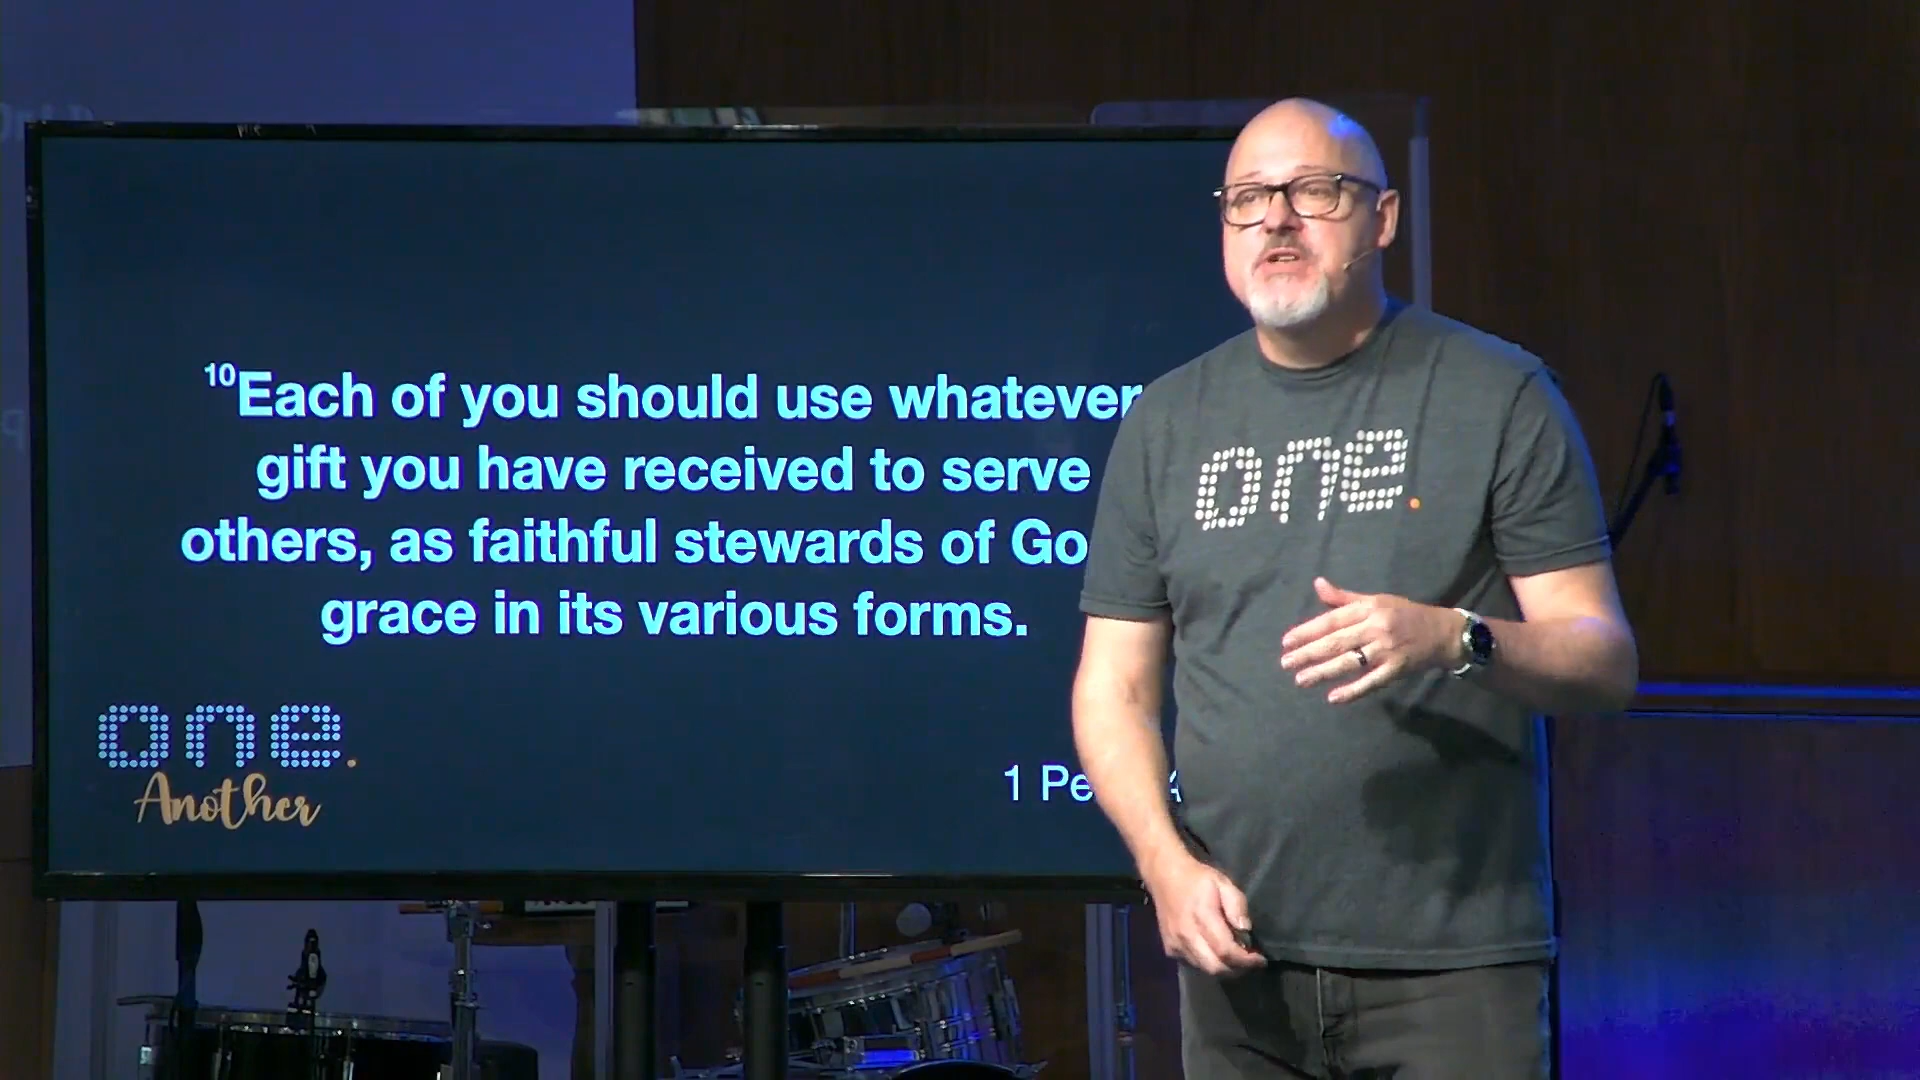 10Each of you should use whatever
gift you have received to serve
others, as faithful stewards of Go
grace in its various forms.
one.
Another
1 Pe
one.